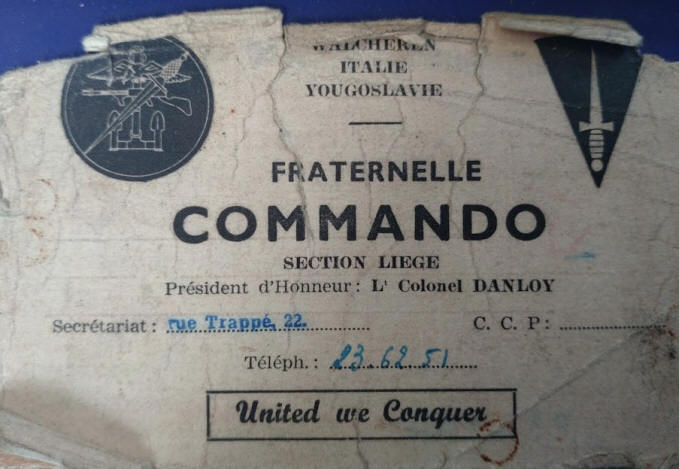 WALCHEREN
ITALIE
YOUGOSLAVIE
FRATERNELLE
COMMANDO
SECTION LIEGE
Président d'Honneur : Lt Colonel DANLOY
Secrétariat : rue Trappé, 22. C. C. P :
Téléph. : 23.62 51
United we Conquer